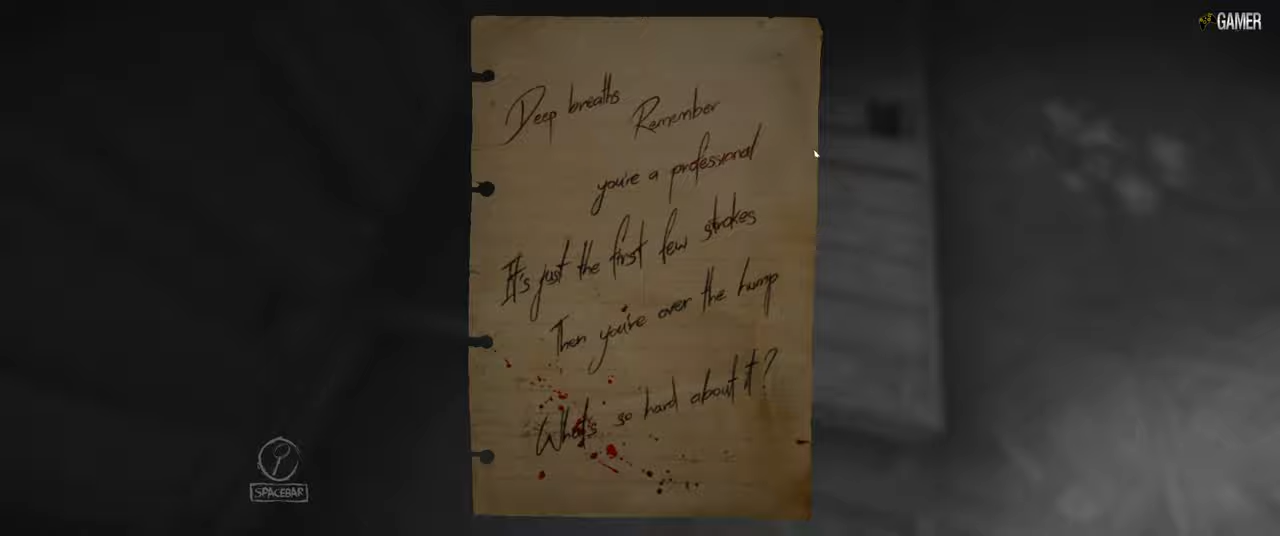 GAMER
Deep breaths
Remember
you're a professional
It's just the first few strokes
Then you're over the hump
What's so hard about it?
SPACEBAR